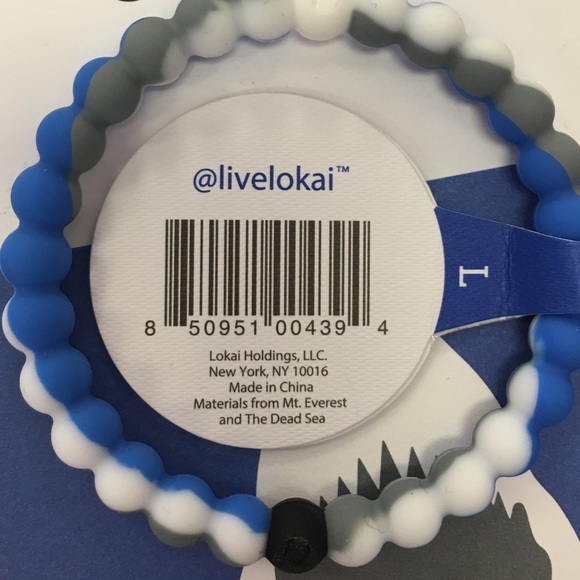 @livelokai™
8 50951 00439 4
Lokai Holdings, LLC.
New York, NY 10016
Made in China
Materials from Mt. Everest
and The Dead Sea
L